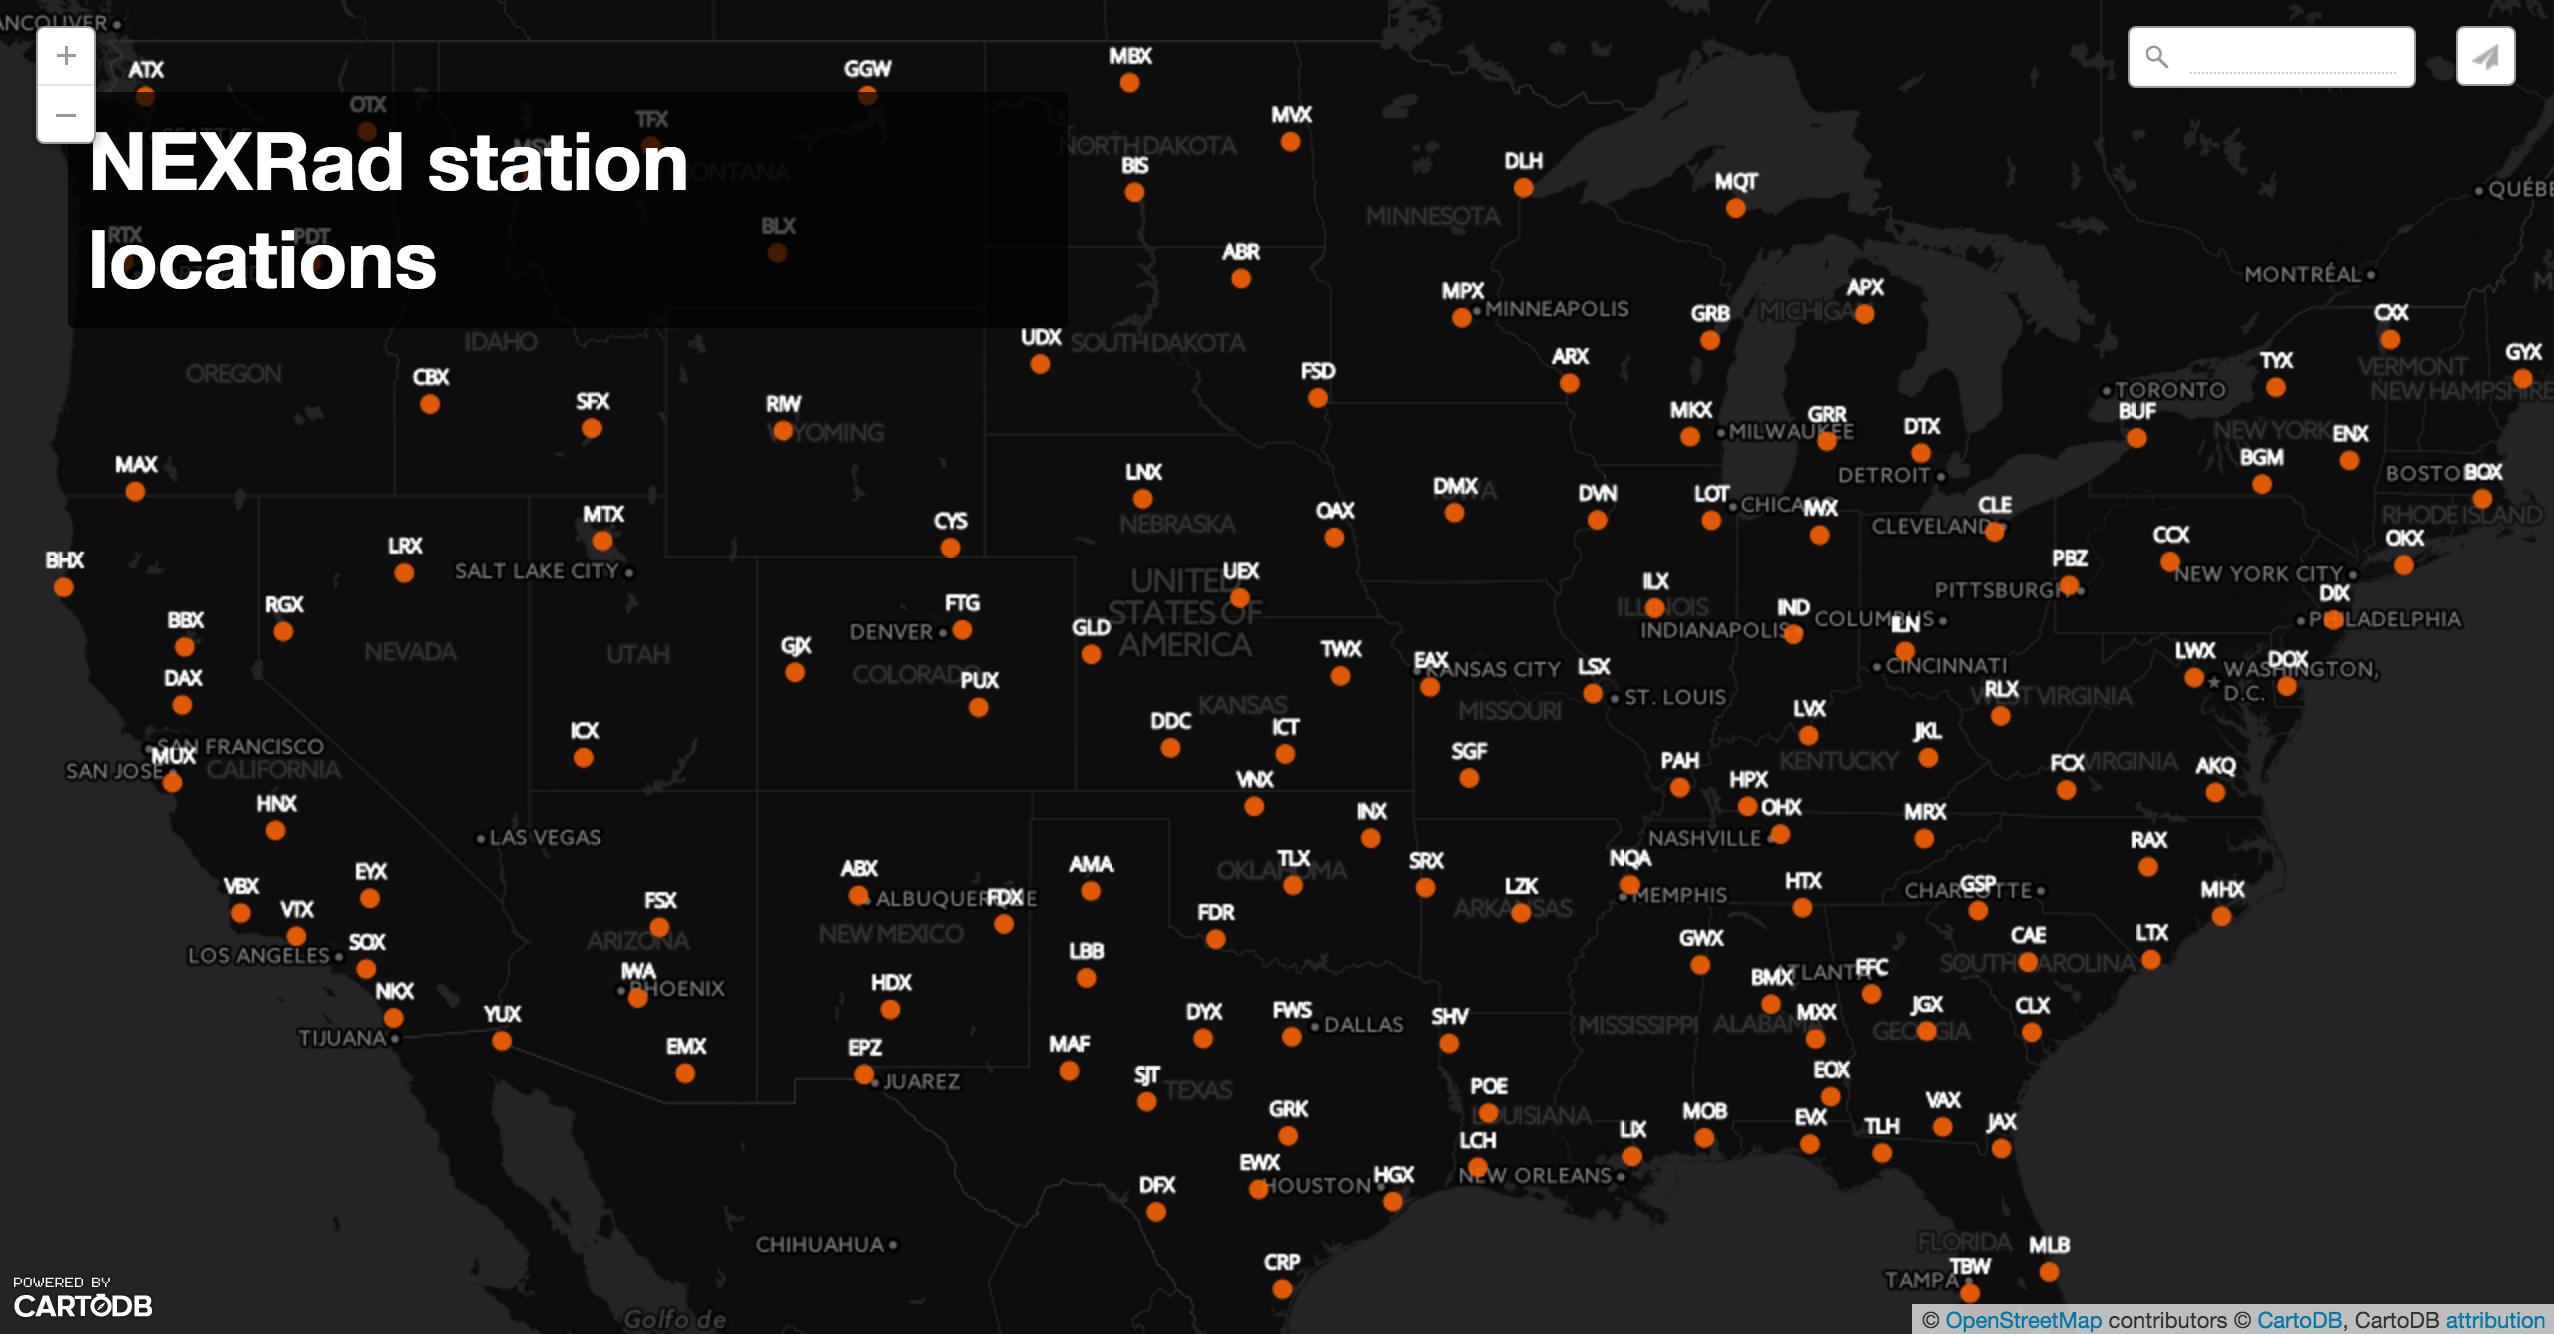 ANCOUVER
+
−
ATX
GGW
MBX
OTX
TFX
MVX
NORTH DAKOTA
NEXRad station
locations
ONTANA
BIS
DLH
MQT
QUÉB
MINNESOTA
RTX
PDT
BLX
ABR
MONTRÉAL
MPX
MINNEAPOLIS
APX
GRB
MICHIGA
CXX
UDX
SOUTH DAKOTA
IDAHO
ARX
TYX
VERMONT
GYX
OREGON
CBX
FSD
TORONTO
NEW HAMPSHIRE
SFX
RIW
WYOMING
MKX
MILWAUKEE
GRR
DTX
BUF
NEW YORK
ENX
MAX
LNX
DMX
DVN
LOT
CHICAGO
IWX
DETROIT
CLE
CLEVELAND
BGM
BOSTO
BOX
RHODE ISLAND
MTX
CYS
NEBRASKA
OAX
CCX
OKX
BHX
LRX
SALT LAKE CITY
UNITED
STATES OF
AMERICA
UEX
ILX
ILLINOIS
PBZ
PITTSBURGH
NEW YORK CITY
DIX
PHILADELPHIA
BBX
RGX
FTG
DENVER
GLD
IND
INDIANAPOLIS
COLUMBUS
ILN
NEVADA
UTAH
GJX
COLORADO
PUX
TWX
EAX
KANSAS CITY
LSX
CINCINNATI
LWX
DOX
WASHINGTON,
D.C.
DAX
KANSAS
MISSOURI
ST. LOUIS
LVX
RLX
WEST VIRGINIA
ICX
DDC
ICT
SGF
JKL
SAN FRANCISCO
MUX
SAN JOSE
CALIFORNIA
VNX
PAH
KENTUCKY
HPX
FCX
VIRGINIA
AKQ
HNX
LAS VEGAS
INX
NASHVILLE
OHX
MRX
RAX
VBX
EYX
ABX
ALBUQUERQUE
FDX
AMA
OKLAHOMA
TLX
SRX
NQA
MEMPHIS
HTX
CHARLOTTE
GSP
MHX
VTX
FSX
ARIZONA
NEW MEXICO
FDR
LZK
ARKANSAS
LOS ANGELES
SOX
LBB
GWX
CAE
SOUTH CAROLINA
LTX
NKX
IWA
PHOENIX
HDX
BMX
ATLANTA
FFC
TIJUANA
YUX
DYX
FWS
DALLAS
SHV
MISSISSIPPI
ALABAMA
MXX
JGX
GEORGIA
CLX
EMX
EPZ
JUAREZ
MAF
SJT
TEXAS
POE
LOUISIANA
EOX
GRK
MOB
EVX
TLH
VAX
JAX
LCH
LIX
NEW ORLEANS
EWX
HOUSTON
HGX
DFX
CHIHUAHUA
CRP
FLORIDA
MLB
TBW
TAMPA
POWERED BY
CARTODB
Golfo de
© OpenStreetMap contributors © CartoDB, CartoDB attribution